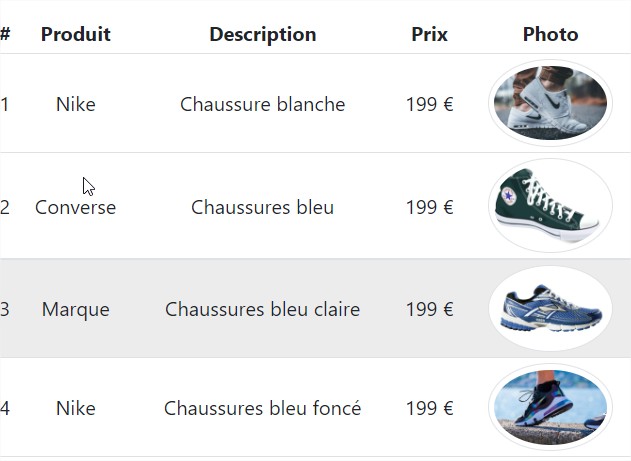 # Produit Description Prix Photo
1 Nike Chaussure blanche 199 €
2 Converse Chaussures bleu 199 €
3 Marque Chaussures bleu claire 199 €
4 Nike Chaussures bleu foncé 199 €